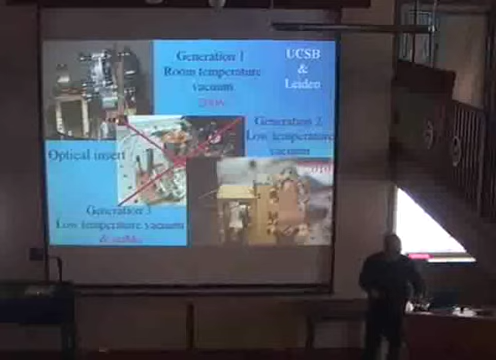 Generation 1
Room temperature
vacuum
UCSB
&
Leiden
Generation 2
Low temperature
vacuum
Optical insert
Generation 3
Low temperature vacuum